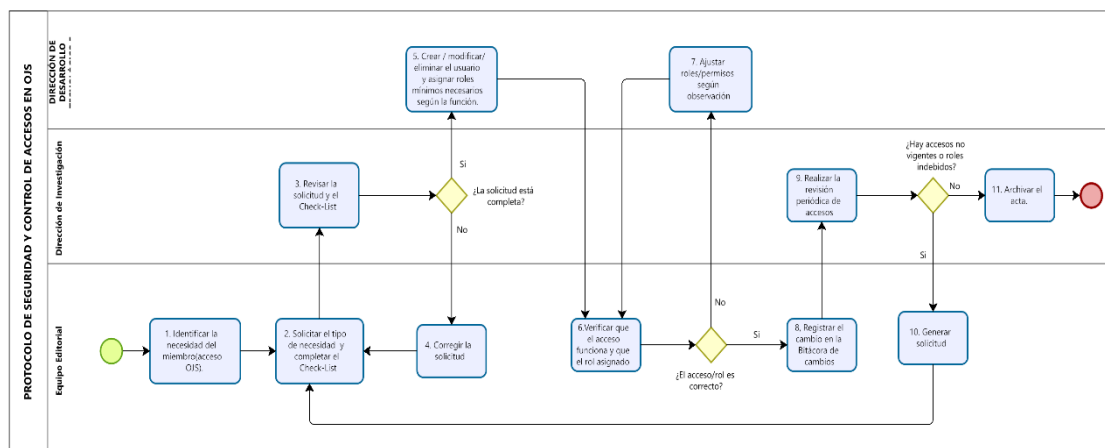 PROTOCOLO DE SEGURIDAD Y CONTROL DE ACCESOS EN OJS
DIRECCIÓN DE
DESARROLLO
5. Crear / modificar/
eliminar el usuario
y asignar roles
mínimos necesarios
según la función.
7. Ajustar
roles/permisos
según
observación
Dirección de Investigación
3. Revisar la
solicitud y el
Check-List
Si
¿La solicitud está
completa?
No
9. Realizar la
revisión
periódica de
accesos
¿Hay accesos no
vigentes o roles
indebidos?
No
11. Archivar el
acta.
Si
Equipo Editorial
1. Identificar la
necesidad del
miembro(acceso
OJS).
2. Solicitar el tipo
de necesidad y
completar el
Check-List
4. Corregir la
solicitud
6.Verificar que
el acceso
funciona y que
el rol asignado
No
Si
¿El acceso/rol es
correcto?
8, Registrar el
cambio en la
Bitácora de
cambios
10. Generar
solicitud